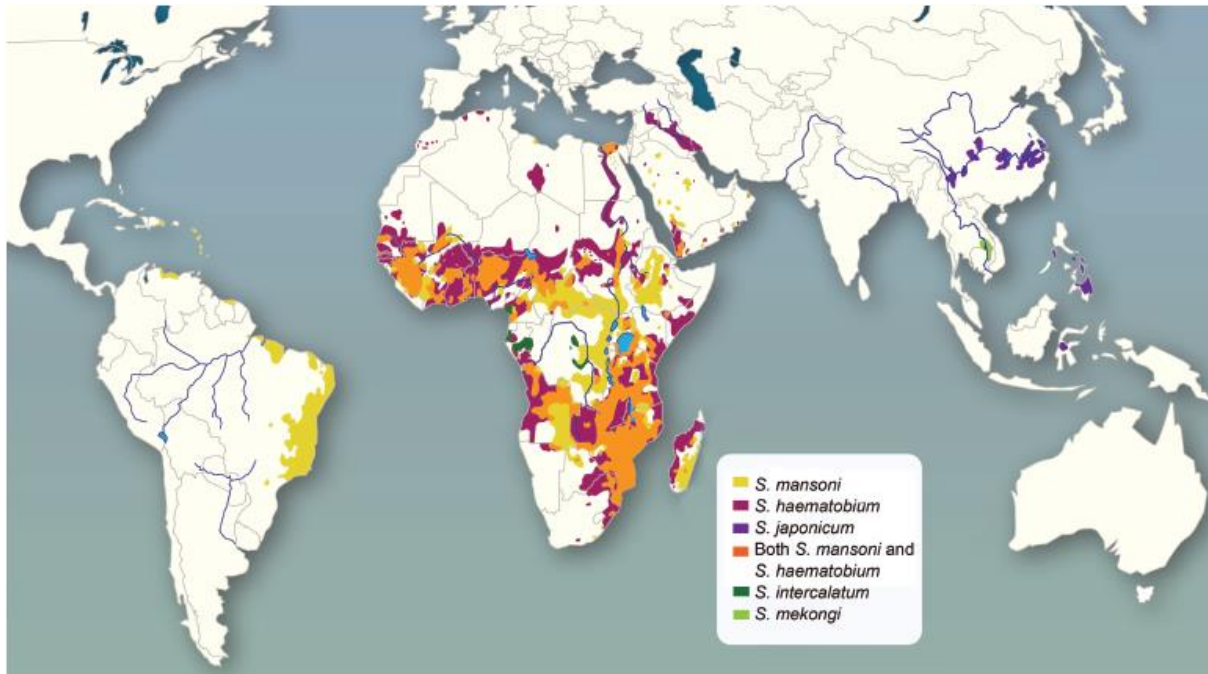 S. mansoni
S. haematobium
S. japonicum
Both S. mansoni and
S. haematobium
S. intercalatum
S. mekongi